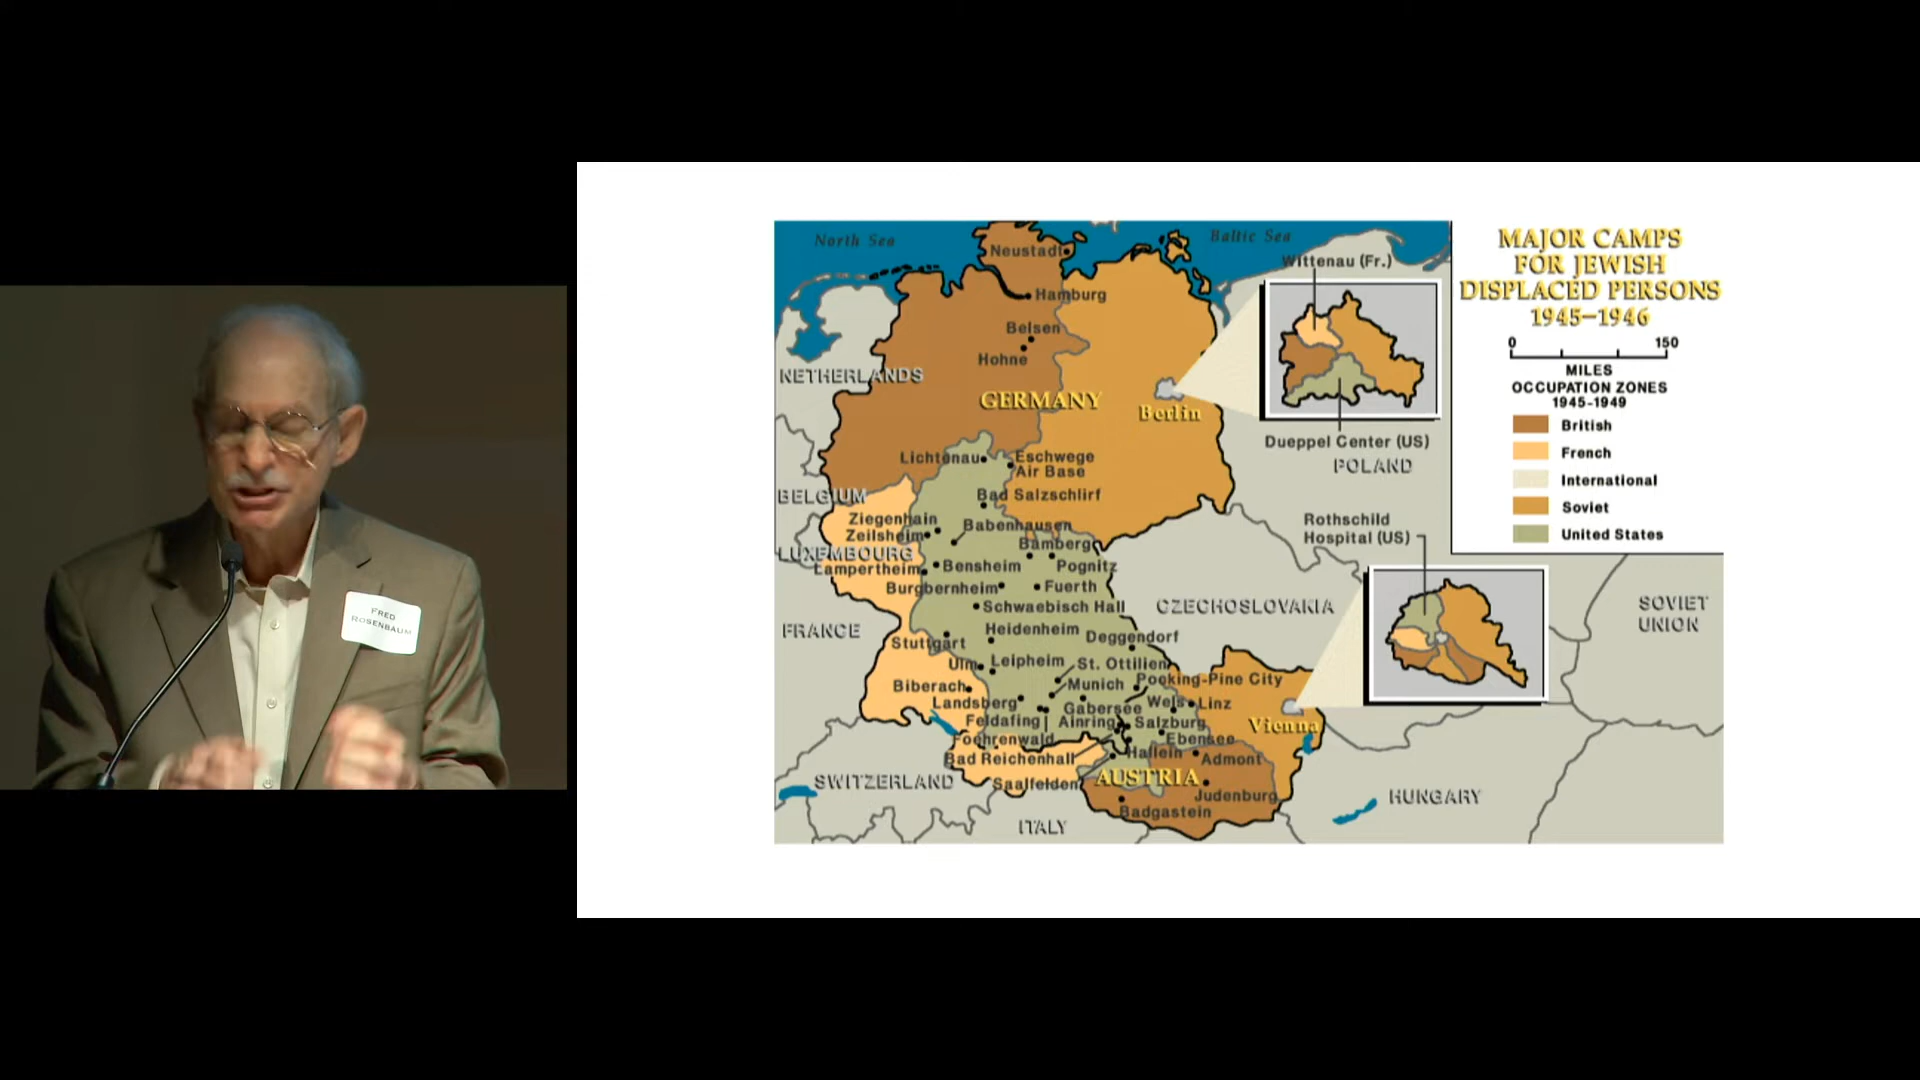 FRED
ROSENBAUM
MAJOR CAMPS
FOR JEWISH
DISPLACED PERSONS
1945–1946
0 150
MILES
OCCUPATION ZONES
1945-1949
British
French
International
Soviet
United States
North Sea
Baltic Sea
Neustadt
Wittenau (Fr.)
Hamburg
Belsen
Hohne
NETHERLANDS
GERMANY
Berlin
Dueppel Center (US)
POLAND
Lichtenau
Eschwege
Air Base
BELGIUM
Bad Salzschlirf
Ziegenhain
Babenhausen
Zeilsheim
Rothschild
Hospital (US)
LUXEMBOURG
Bamberg
Lampertheim
Bensheim
Pognitz
Burgbernheim
Fuerth
Schwaebisch Hall
CZECHOSLOVAKIA
SOVIET
UNION
FRANCE
Heidenheim
Deggendorf
Stuttgart
Ulm
Leipheim
St. Ottilien
Pocking-Pine City
Biberach
Munich
Landsberg
Gabersee
Wels
Linz
Feldafing
Ainring
Salzburg
Vienna
Foehrenwald
Ebensee
Bad Reichenhall
Hallein
Admont
SWITZERLAND
Saalfelden
AUSTRIA
Judenburg
HUNGARY
Badgastein
ITALY